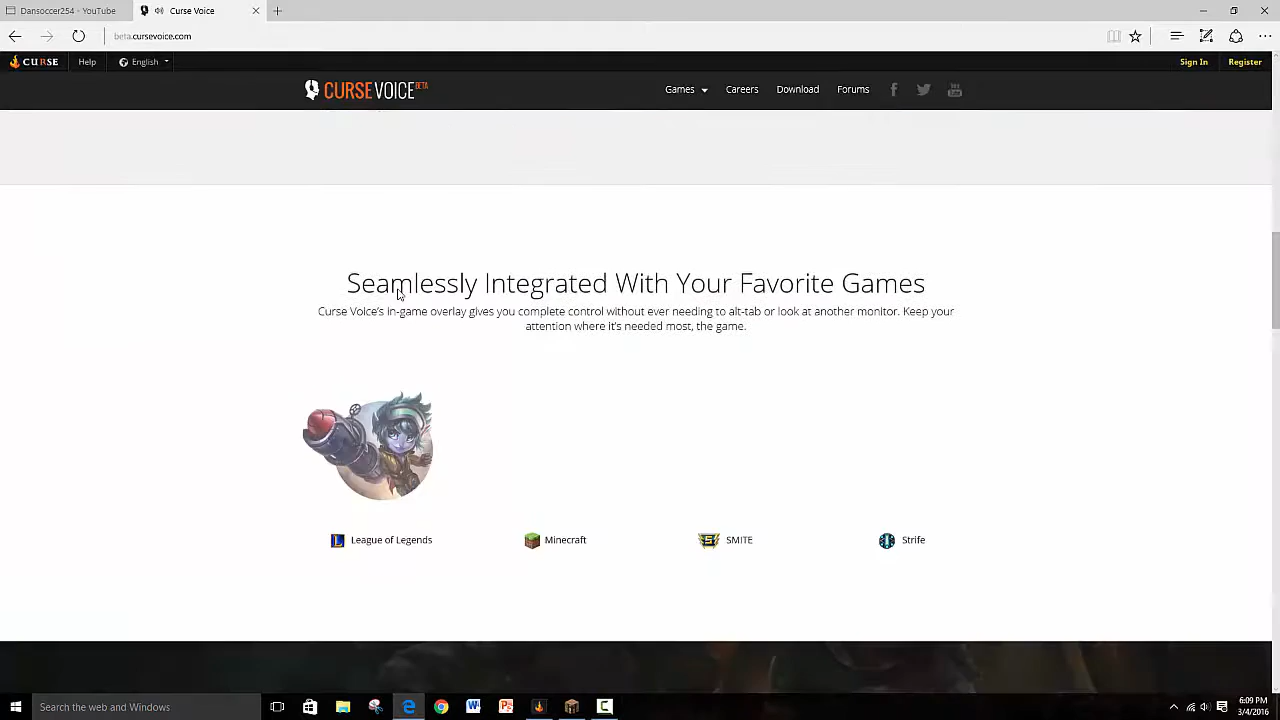 Dansoccer254 - YouTube
Curse Voice
beta.cursevoice.com
CURSE
Help
English
Sign In
Register
CURSEVOICE BETA
Games
Careers
Download
Forums
You Tube
Seamlessly Integrated With Your Favorite Games
Curse Voice's in-game overlay gives you complete control without ever needing to alt-tab or look at another monitor. Keep your
attention where it's needed most, the game.
League of Legends
Minecraft
SMITE
Strife
Search the web and Windows
6:09 PM
3/4/2016